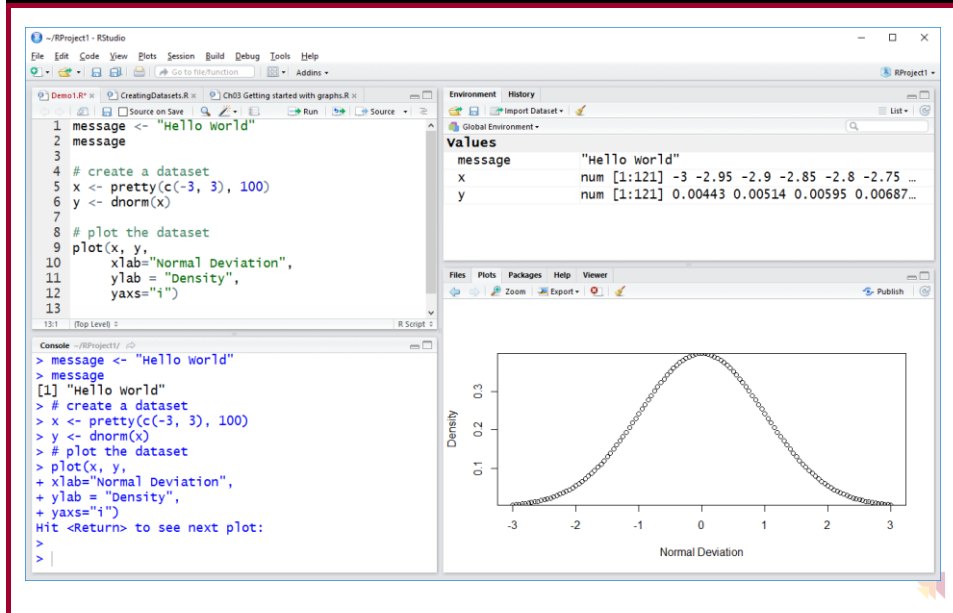 ~/RProject1 - RStudio
File Edit Code View Plots Session Build Debug Tools Help
Go to file/function Addins
RProject1
Demo1.R* CreatingDatasets.R Ch03 Getting started with graphs.R
Source on Save Run Source
1 message <- "Hello World"
2 message
3
4 # create a dataset
5 x <- pretty(c(-3, 3), 100)
6 y <- dnorm(x)
7
8 # plot the dataset
9 plot(x, y,
10 xlab="Normal Deviation",
11 ylab = "Density",
12 yaxs="i")
13
13:1 (Top Level) R Script
Console ~/RProject1/
> message <- "Hello World"
> message
[1] "Hello World"
> # create a dataset
> x <- pretty(c(-3, 3), 100)
> y <- dnorm(x)
> # plot the dataset
> plot(x, y,
+ xlab="Normal Deviation",
+ ylab = "Density",
+ yaxs="i")
Hit <Return> to see next plot:
>
>
Environment History
Import Dataset List
Global Environment
Values
message "Hello World"
x num [1:121] -3 -2.95 -2.9 -2.85 -2.8 -2.75 …
y num [1:121] 0.00443 0.00514 0.00595 0.00687…
Files Plots Packages Help Viewer
Zoom Export Publish
Density
0.3
0.2
0.1
-3 -2 -1 0 1 2 3
Normal Deviation